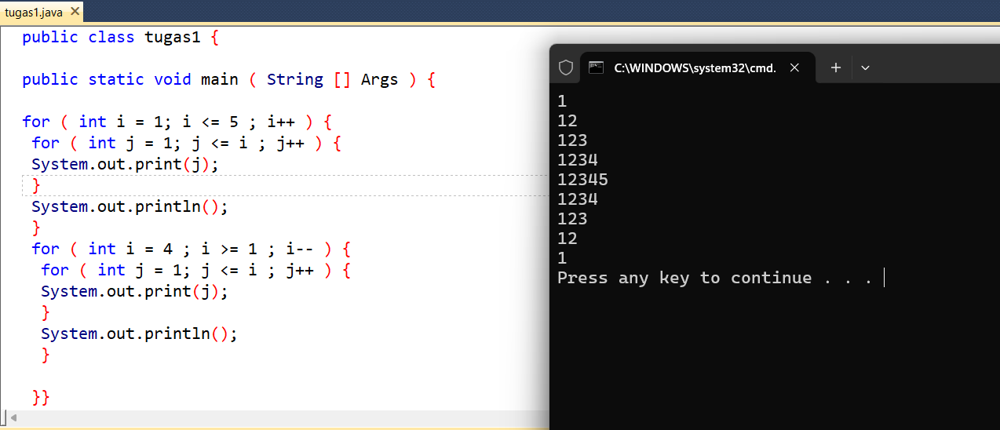 tugas1.java
public class tugas1 {
public static void main ( String [] Args ) {
for ( int i = 1; i <= 5 ; i++ ) {
for ( int j = 1; j <= i ; j++ ) {
System.out.print(j);
}
System.out.println();
}
for ( int i = 4 ; i >= 1 ; i-- ) {
for ( int j = 1; j <= i ; j++ ) {
System.out.print(j);
}
System.out.println();
}
}}
C:\WINDOWS\system32\cmd.
1
12
123
1234
12345
1234
123
12
1
Press any key to continue . . .